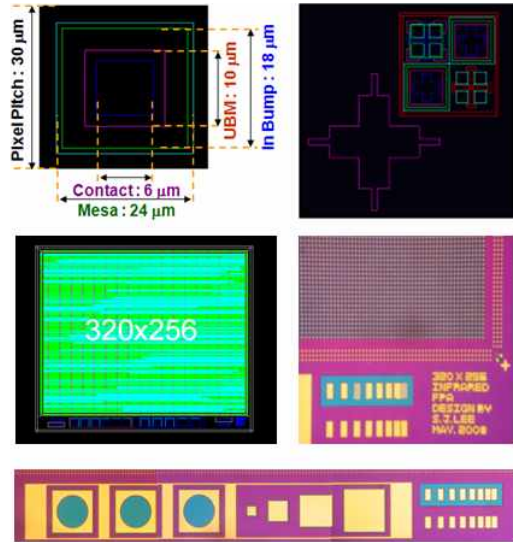 Pixel Pitch : 30 μm
UBM : 10 μm
In Bump : 18 μm
Contact : 6 μm
Mesa : 24 μm
320x256
320 X 256
INFRARED
FPA
DESIGN BY
S.J.LEE
MAY. 2008